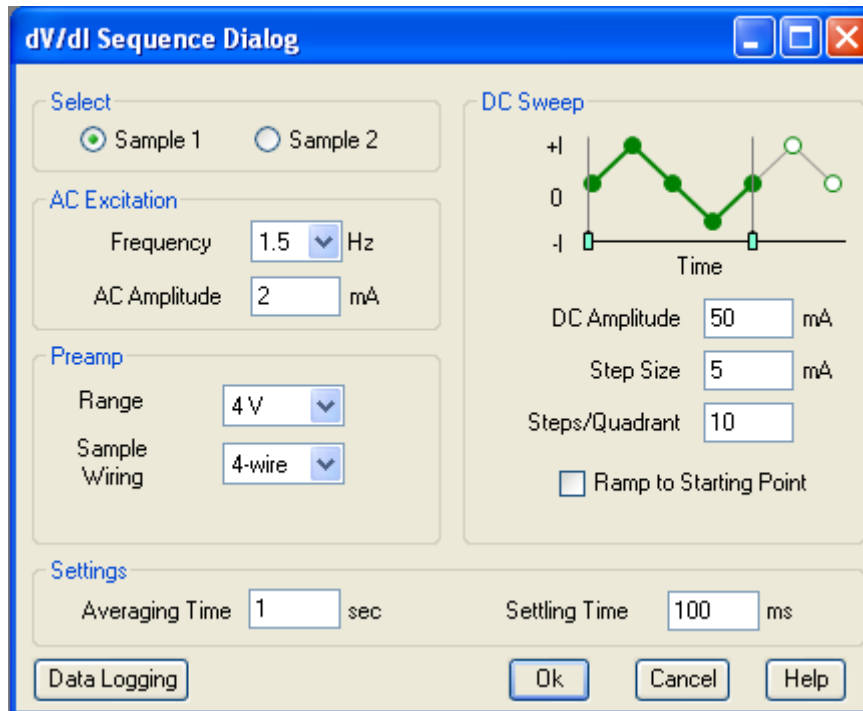 dV/dI Sequence Dialog
Select
Sample 1 Sample 2
AC Excitation
Frequency 1.5 Hz
AC Amplitude 2 mA
Preamp
Range 4 V
Sample
Wiring 4-wire
DC Sweep
+I
0
-I
Time
DC Amplitude 50 mA
Step Size 5 mA
Steps/Quadrant 10
Ramp to Starting Point
Settings
Averaging Time 1 sec Settling Time 100 ms
Data Logging Ok Cancel Help